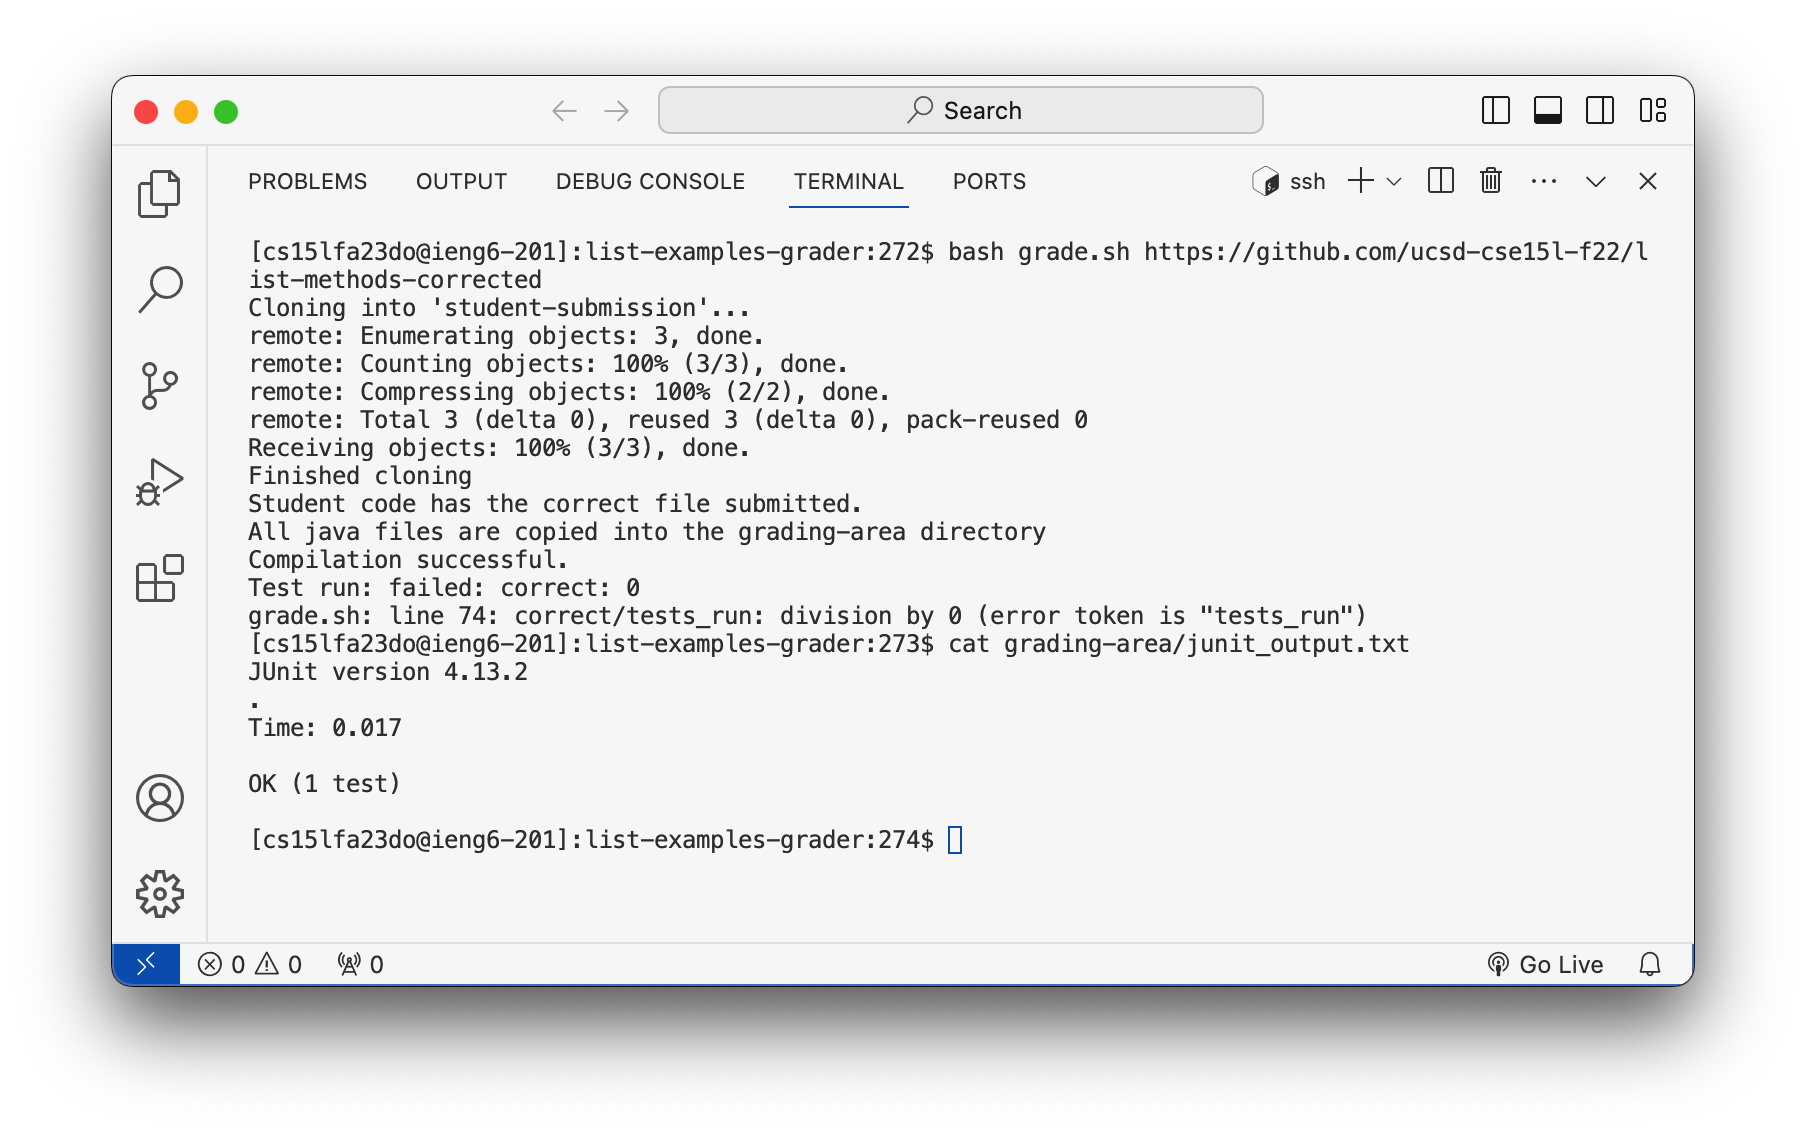 Search
PROBLEMS OUTPUT DEBUG CONSOLE TERMINAL PORTS ssh
[cs15lfa23do@ieng6-201]:list-examples-grader:272$ bash grade.sh https://github.com/ucsd-cse15l-f22/l
ist-methods-corrected
Cloning into 'student-submission'...
remote: Enumerating objects: 3, done.
remote: Counting objects: 100% (3/3), done.
remote: Compressing objects: 100% (2/2), done.
remote: Total 3 (delta 0), reused 3 (delta 0), pack-reused 0
Receiving objects: 100% (3/3), done.
Finished cloning
Student code has the correct file submitted.
All java files are copied into the grading-area directory
Compilation successful.
Test run: failed: correct: 0
grade.sh: line 74: correct/tests_run: division by 0 (error token is "tests_run")
[cs15lfa23do@ieng6-201]:list-examples-grader:273$ cat grading-area/junit_output.txt
JUnit version 4.13.2
.
Time: 0.017
OK (1 test)
[cs15lfa23do@ieng6-201]:list-examples-grader:274$
0 0 0 Go Live